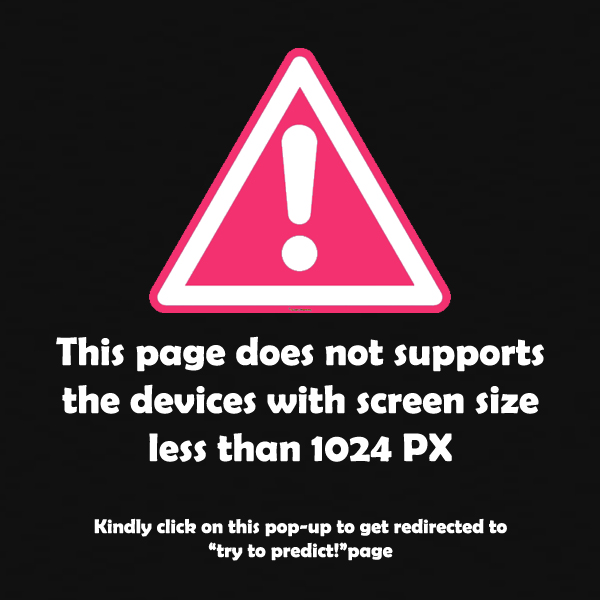 This page does not supports
the devices with screen size
less than 1024 PX
Kindly click on this pop-up to get redirected to
“try to predict!”page